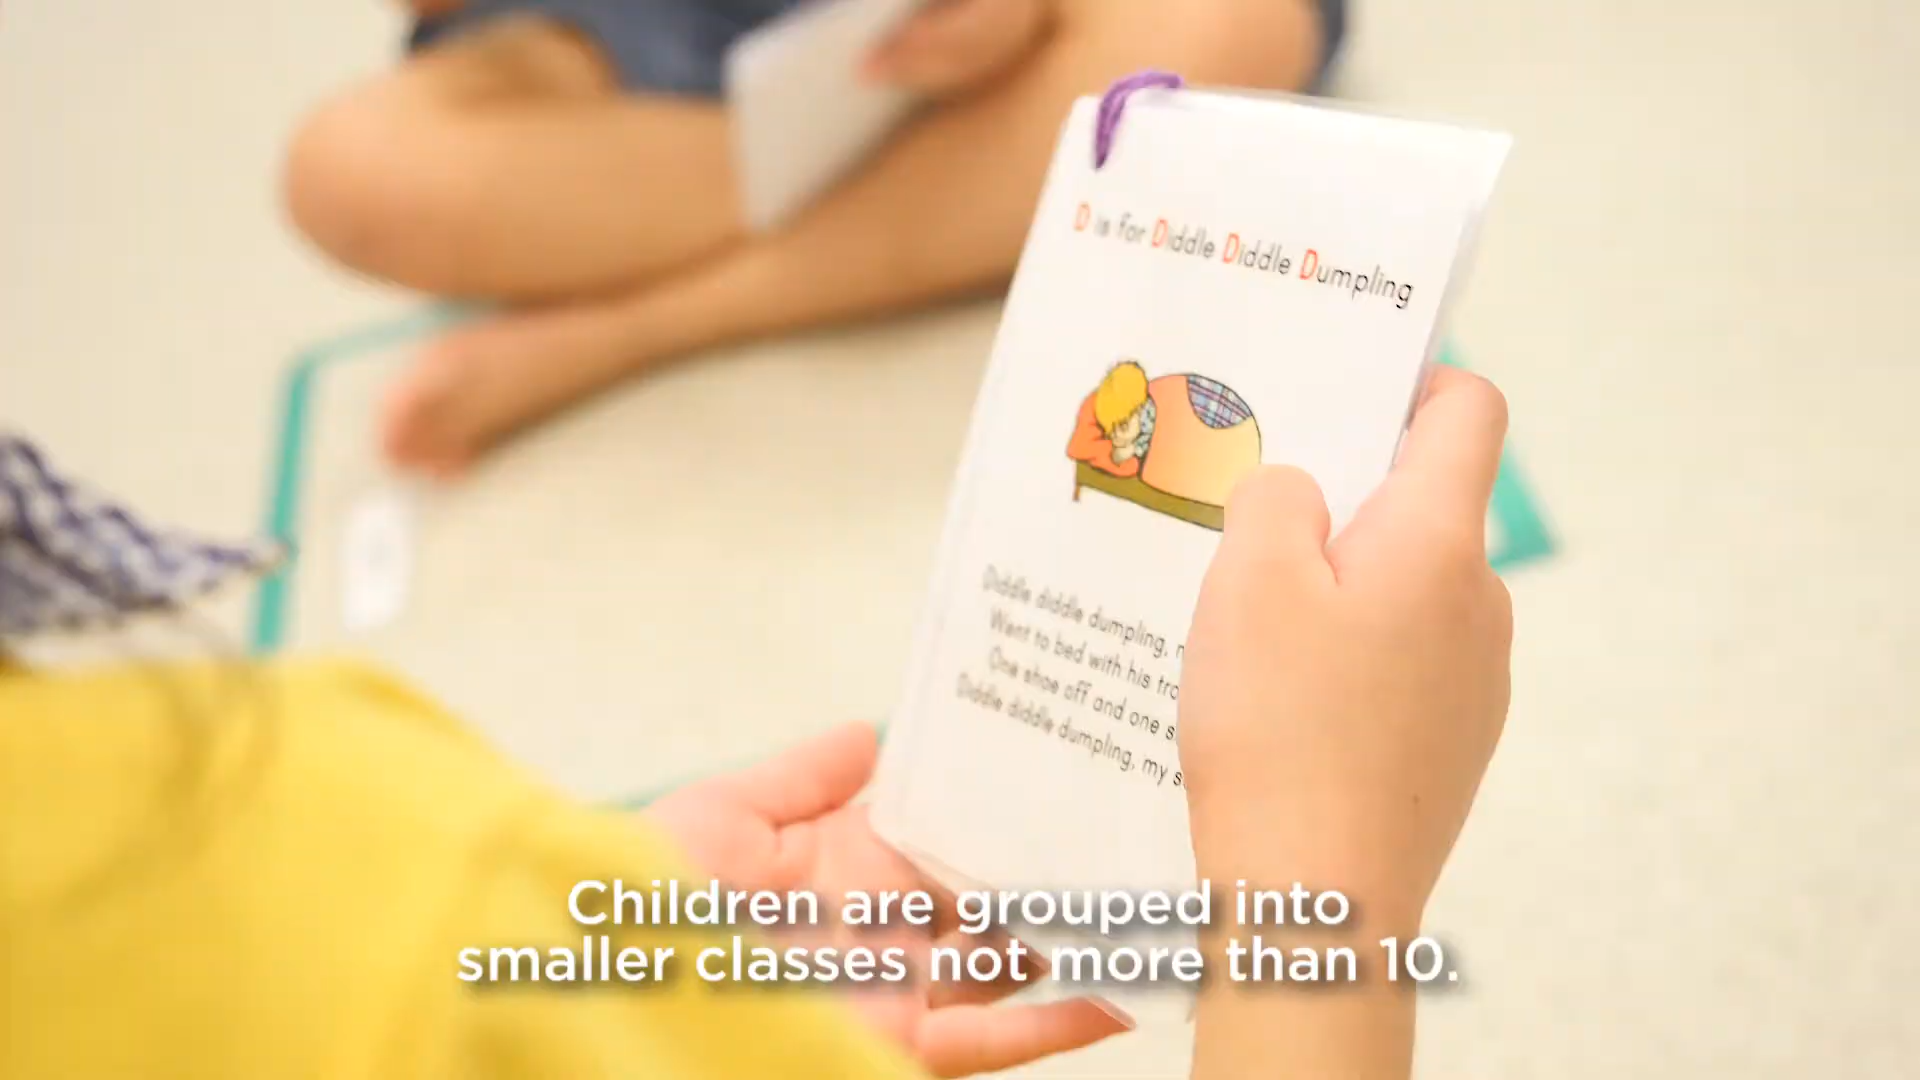 D is for Diddle Diddle Dumpling
Diddle diddle dumpling,
Went to bed with his
One shoe off and one
Diddle diddle dumpling, my
Children are grouped into
smaller classes not more than 10.